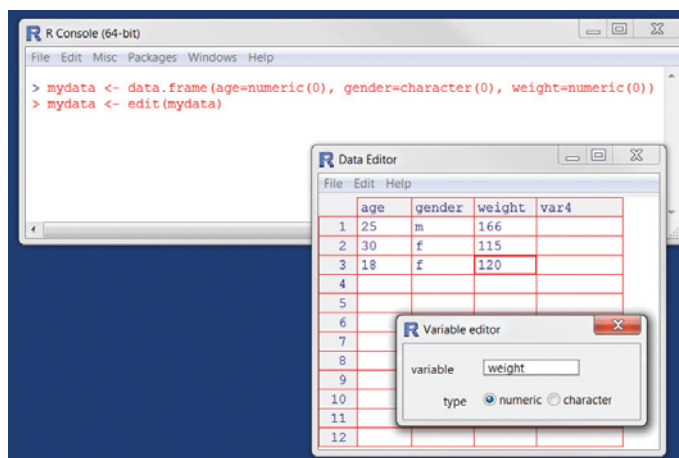 R Console (64-bit)
File Edit Misc Packages Windows Help
> mydata <- data.frame(age=numeric(0), gender=character(0), weight=numeric(0))
> mydata <- edit(mydata)
R Data Editor
File Edit Help
age gender weight var4
1 25 m 166
2 30 f 115
3 18 f 120
4
5
6
7
8
9
10
11
12
R Variable editor
variable weight
type numeric character